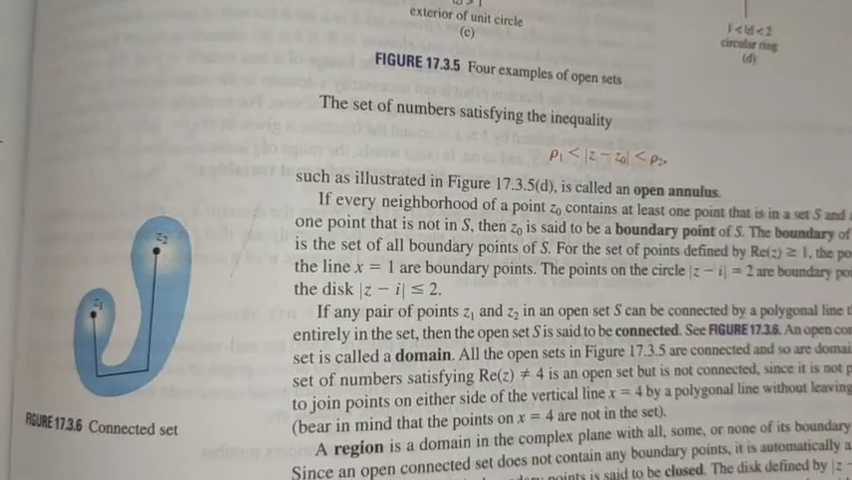 exterior of unit circle
(c)
1 < |z| < 2
circular ring
(d)
FIGURE 17.3.5 Four examples of open sets
The set of numbers satisfying the inequality
ρ₁ < |z − z₀| < ρ₂,
such as illustrated in Figure 17.3.5(d), is called an open annulus.
If every neighborhood of a point z₀ contains at least one point that is in a set S and
one point that is not in S, then z₀ is said to be a boundary point of S. The boundary of
is the set of all boundary points of S. For the set of points defined by Re(z) ≥ 1, the po
the line x = 1 are boundary points. The points on the circle |z − i| = 2 are boundary poi
the disk |z − i| ≤ 2.
If any pair of points z₁ and z₂ in an open set S can be connected by a polygonal line t
entirely in the set, then the open set S is said to be connected. See FIGURE 17.3.6. An open con
set is called a domain. All the open sets in Figure 17.3.5 are connected and so are domai
set of numbers satisfying Re(z) ≠ 4 is an open set but is not connected, since it is not p
to join points on either side of the vertical line x = 4 by a polygonal line without leaving
(bear in mind that the points on x = 4 are not in the set).
A region is a domain in the complex plane with all, some, or none of its boundary
Since an open connected set does not contain any boundary points, it is automatically a
points is said to be closed. The disk defined by |z −
z₂
z₁
FIGURE 17.3.6 Connected set